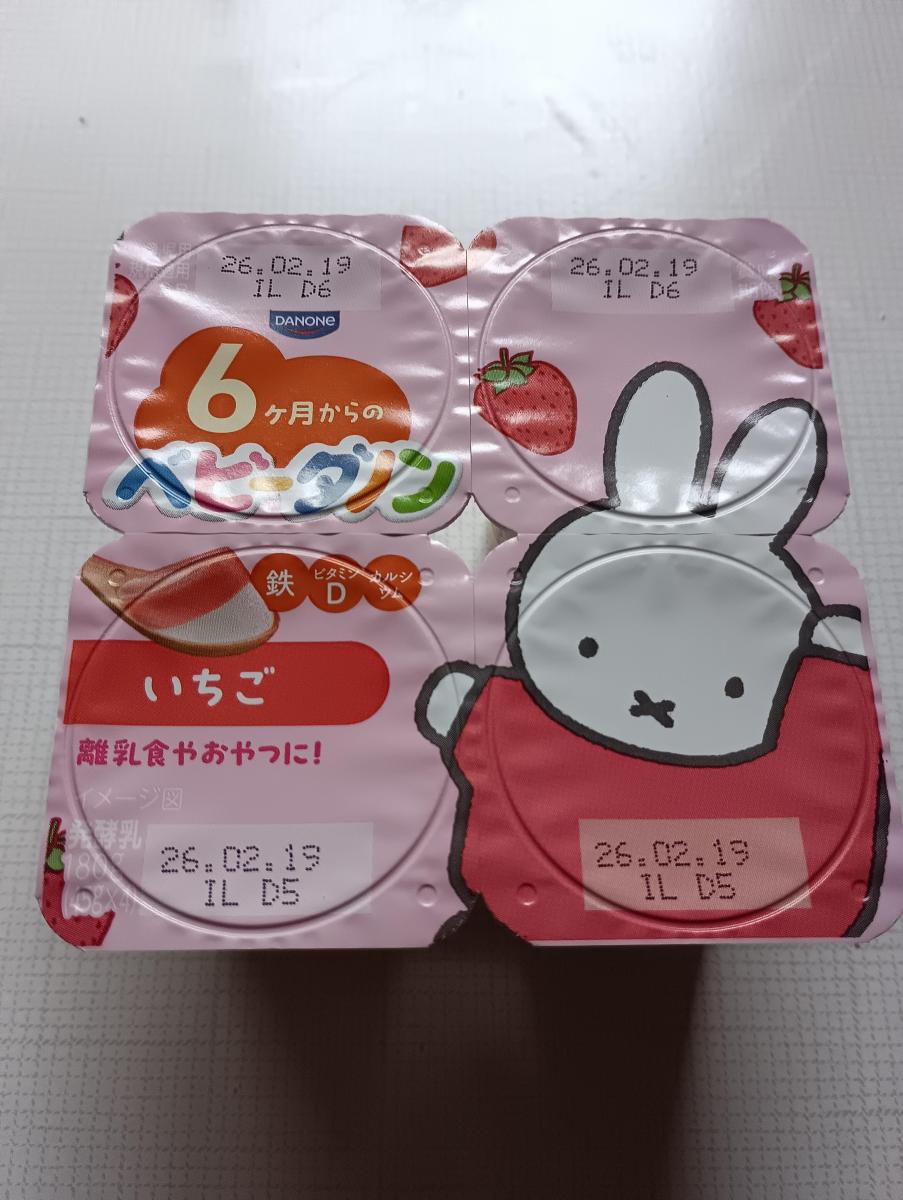 26.02.19
IL D6
DANONE
6ヶ月からの
ベビーダノン
26.02.19
IL D6
鉄
ビタミン
D
カルシ
ウム
いちご
離乳食やおやつに!
イメージ図
発酵乳
180g
(45g×4)
26.02.19
IL D5
26.02.19
IL D5